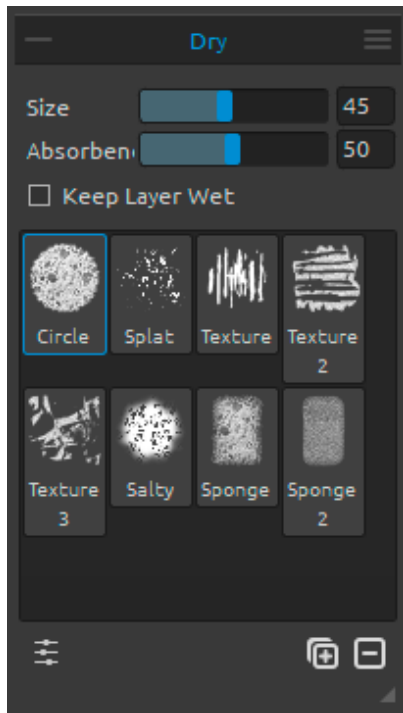 Dry
Size 45
Absorben 50
Keep Layer Wet
Circle Splat Texture Texture 2
Texture 3 Salty Sponge Sponge 2